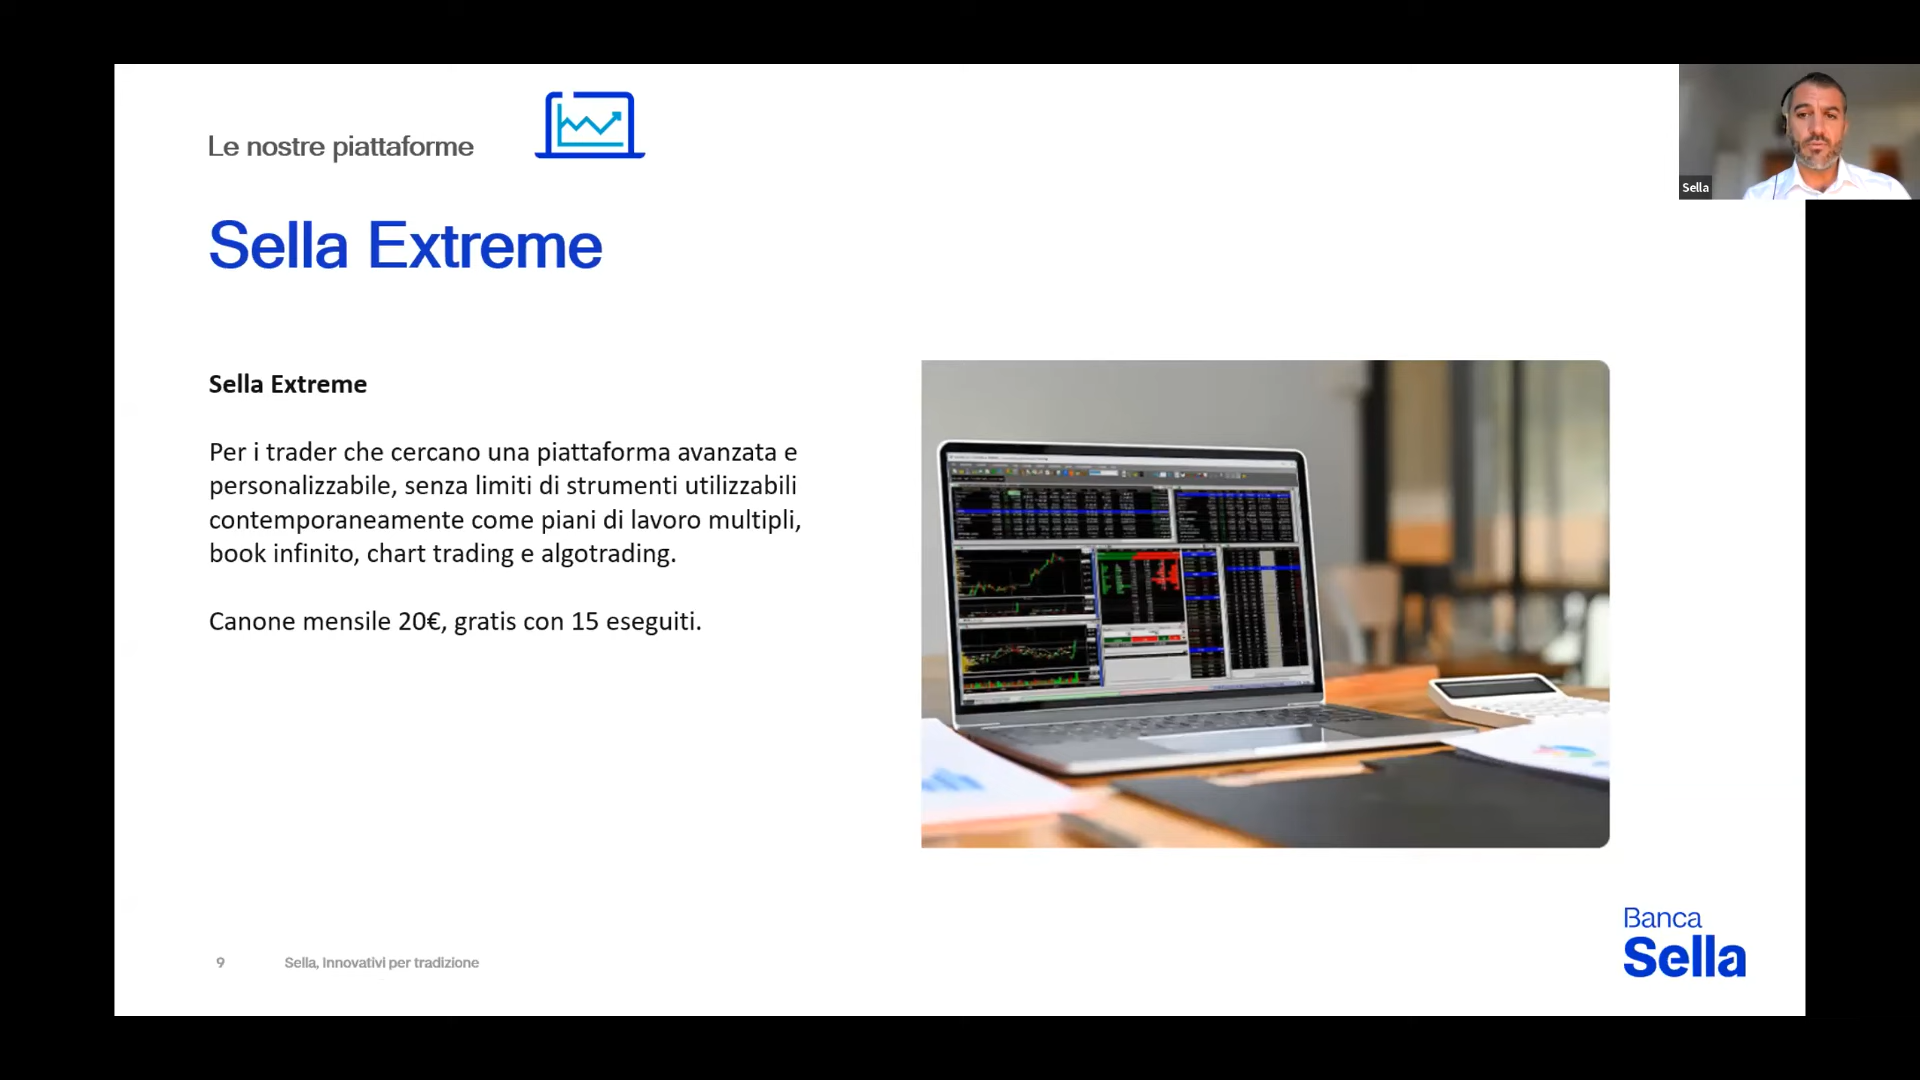 Le nostre piattaforme
Sella
Sella Extreme
Sella Extreme
Per i trader che cercano una piattaforma avanzata e
personalizzabile, senza limiti di strumenti utilizzabili
contemporaneamente come piani di lavoro multipli,
book infinito, chart trading e algotrading.
Canone mensile 20€, gratis con 15 eseguiti.
9
Sella, Innovativi per tradizione
Banca
Sella